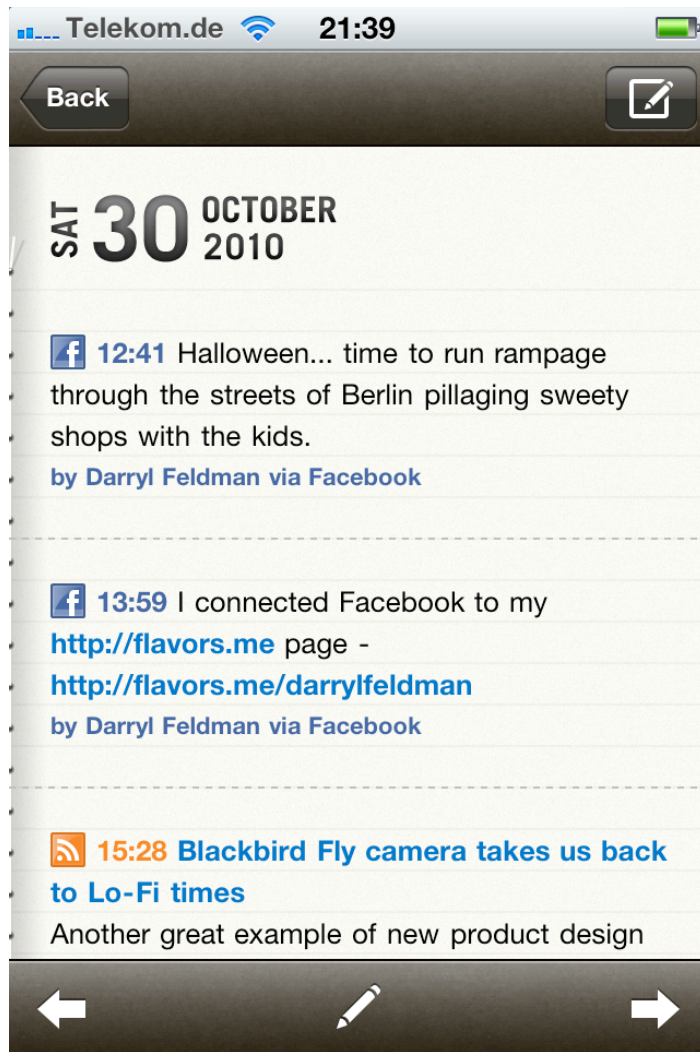 Telekom.de 21:39
Back
SAT 30 OCTOBER
2010
12:41 Halloween... time to run rampage
through the streets of Berlin pillaging sweety
shops with the kids.
by Darryl Feldman via Facebook
13:59 I connected Facebook to my
http://flavors.me page -
http://flavors.me/darrylfeldman
by Darryl Feldman via Facebook
15:28 Blackbird Fly camera takes us back
to Lo-Fi times
Another great example of new product design